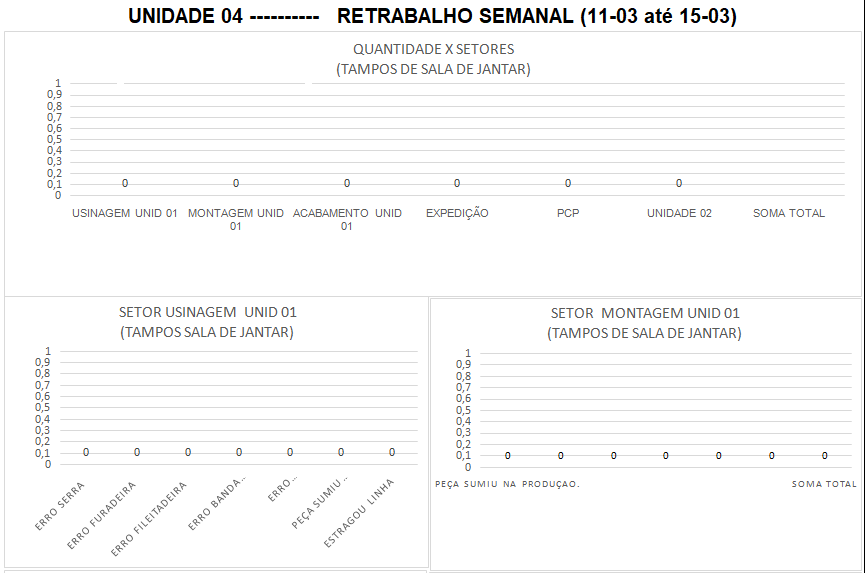 UNIDADE 04 ---------- RETRABALHO SEMANAL (11-03 até 15-03)
QUANTIDADE X SETORES
(TAMPOS DE SALA DE JANTAR)
1
0,9
0,8
0,7
0,6
0,5
0,4
0,3
0,2
0,1
0
0 0 0 0 0 0
USINAGEM UNID 01 MONTAGEM UNID 01 ACABAMENTO UNID 01 EXPEDIÇÃO PCP UNIDADE 02 SOMA TOTAL
SETOR USINAGEM UNID 01
(TAMPOS SALA DE JANTAR)
1
0,9
0,8
0,7
0,6
0,5
0,4
0,3
0,2
0,1
0
0 0 0 0 0 0 0
ERRO SERRA
ERRO FURADEIRA
ERRO FILEITADEIRA
ERRO BANDA...
ERRO...
PEÇA SUMIU...
ESTRAGOU LINHA
SETOR MONTAGEM UNID 01
(TAMPOS DE SALA DE JANTAR)
1
0,9
0,8
0,7
0,6
0,5
0,4
0,3
0,2
0,1
0
0 0 0 0 0 0 0
PEÇA SUMIU NA PRODUÇAO. SOMA TOTAL